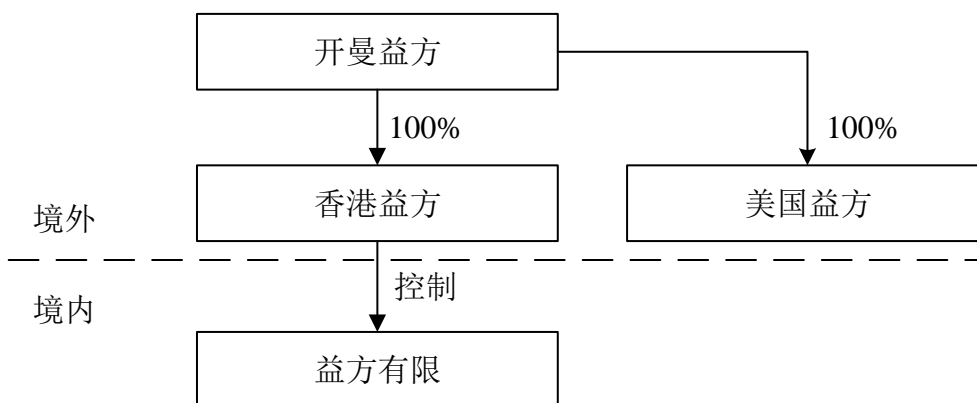 开曼益方
100%
100%
香港益方
美国益方
境外
控制
境内
益方有限